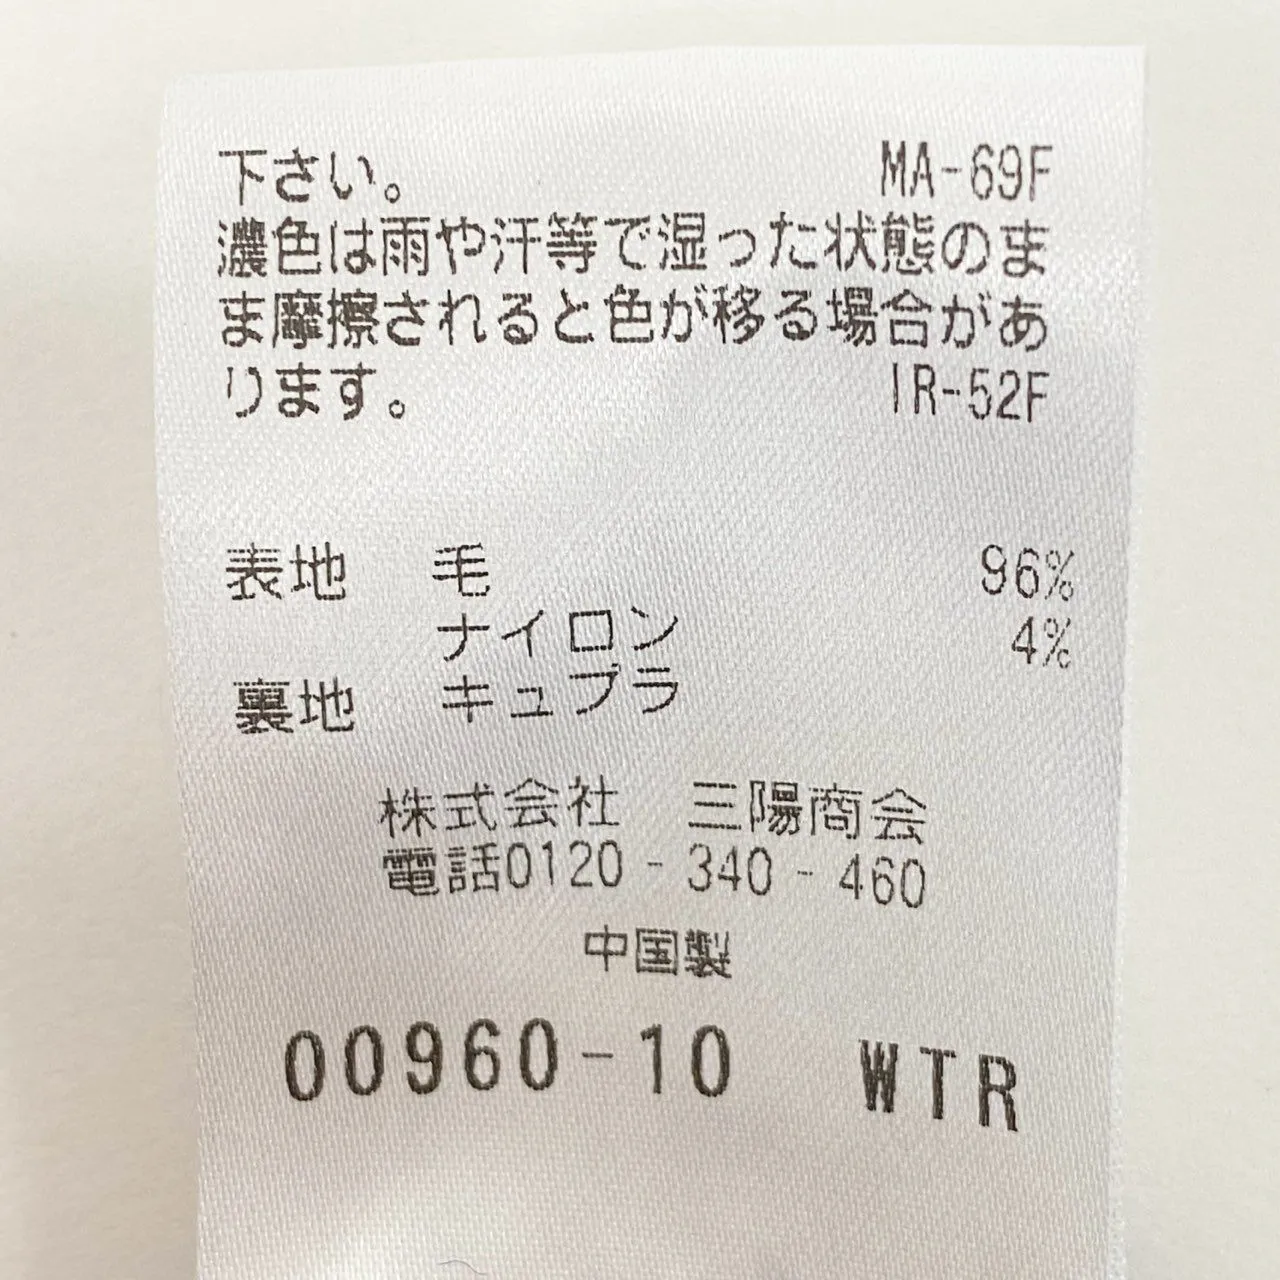 下さい。 MA-69F
濃色は雨や汗等で湿った状態のま
ま摩擦されると色が移る場合があ
ります。 IR-52F
表地 毛 96%
ナイロン 4%
裏地 キュプラ
株式会社 三陽商会
電話0120-340-460
中国製
00960-10 WTR